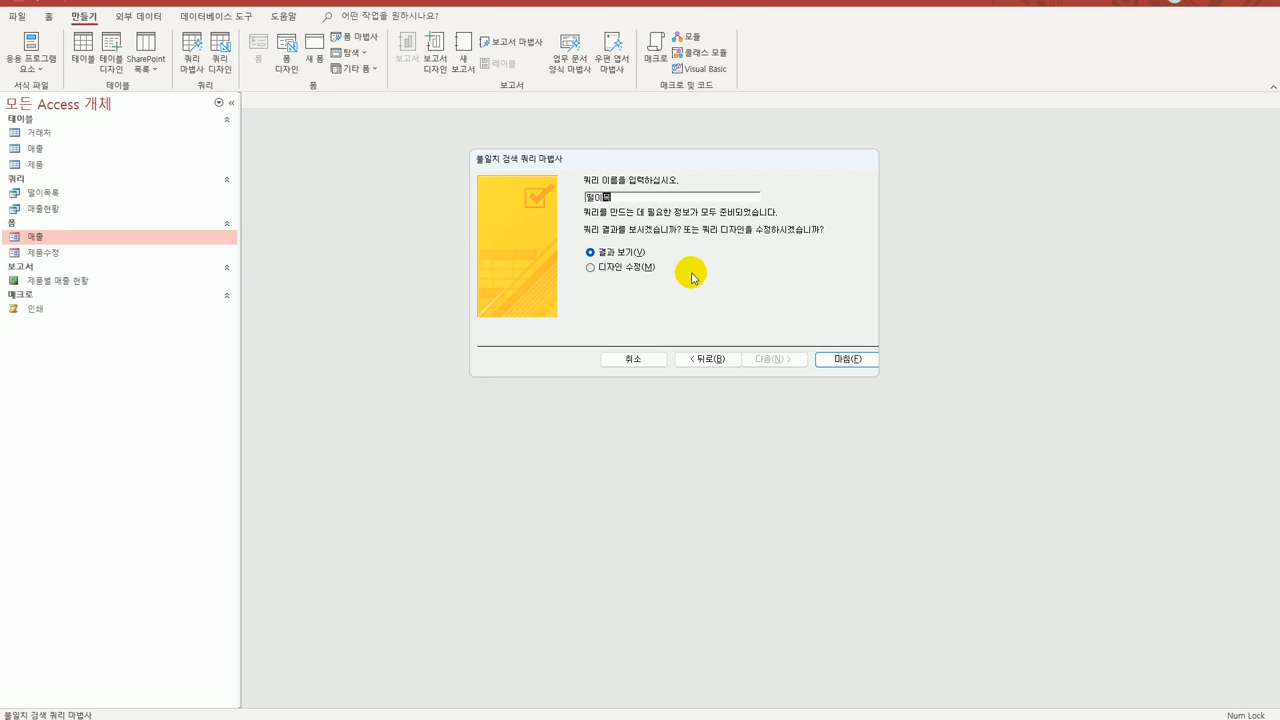 파일 홈 만들기 외부 데이터 데이터베이스 도구 도움말 어떤 작업을 원하시나요?
응용 프로그램 요소
서식 파일
테이블
테이블 디자인
SharePoint 목록
테이블
쿼리 마법사
쿼리 디자인
쿼리
폼
폼 디자인
새 폼
폼 마법사
탐색
기타 폼
폼
보고서
보고서 디자인
새 보고서
보고서 마법사
레이블
업무 문서 양식 마법사
우편 엽서 마법사
보고서
매크로
모듈
클래스 모듈
Visual Basic
매크로 및 코드
모든 Access 개체
테이블
거래처
매출
제품
쿼리
떨이목록
매출현황
폼
매출
제품수정
보고서
제품별 매출 현황
매크로
인쇄
불일치 검색 쿼리 마법사
쿼리 이름을 입력하십시오.
떨이목
쿼리를 만드는 데 필요한 정보가 모두 준비되었습니다.
쿼리 결과를 보시겠습니까? 또는 쿼리 디자인을 수정하시겠습니까?
결과 보기(V)
디자인 수정(M)
취소 < 뒤로(B) 다음(N) > 마침(F)
불일치 검색 쿼리 마법사 Num Lock